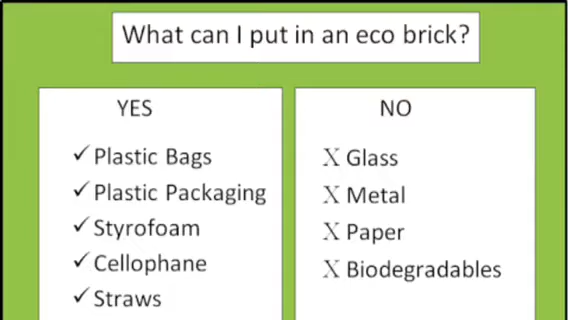 What can I put in an eco brick?
YES
✓ Plastic Bags
✓ Plastic Packaging
✓ Styrofoam
✓ Cellophane
✓ Straws
NO
X Glass
X Metal
X Paper
X Biodegradables